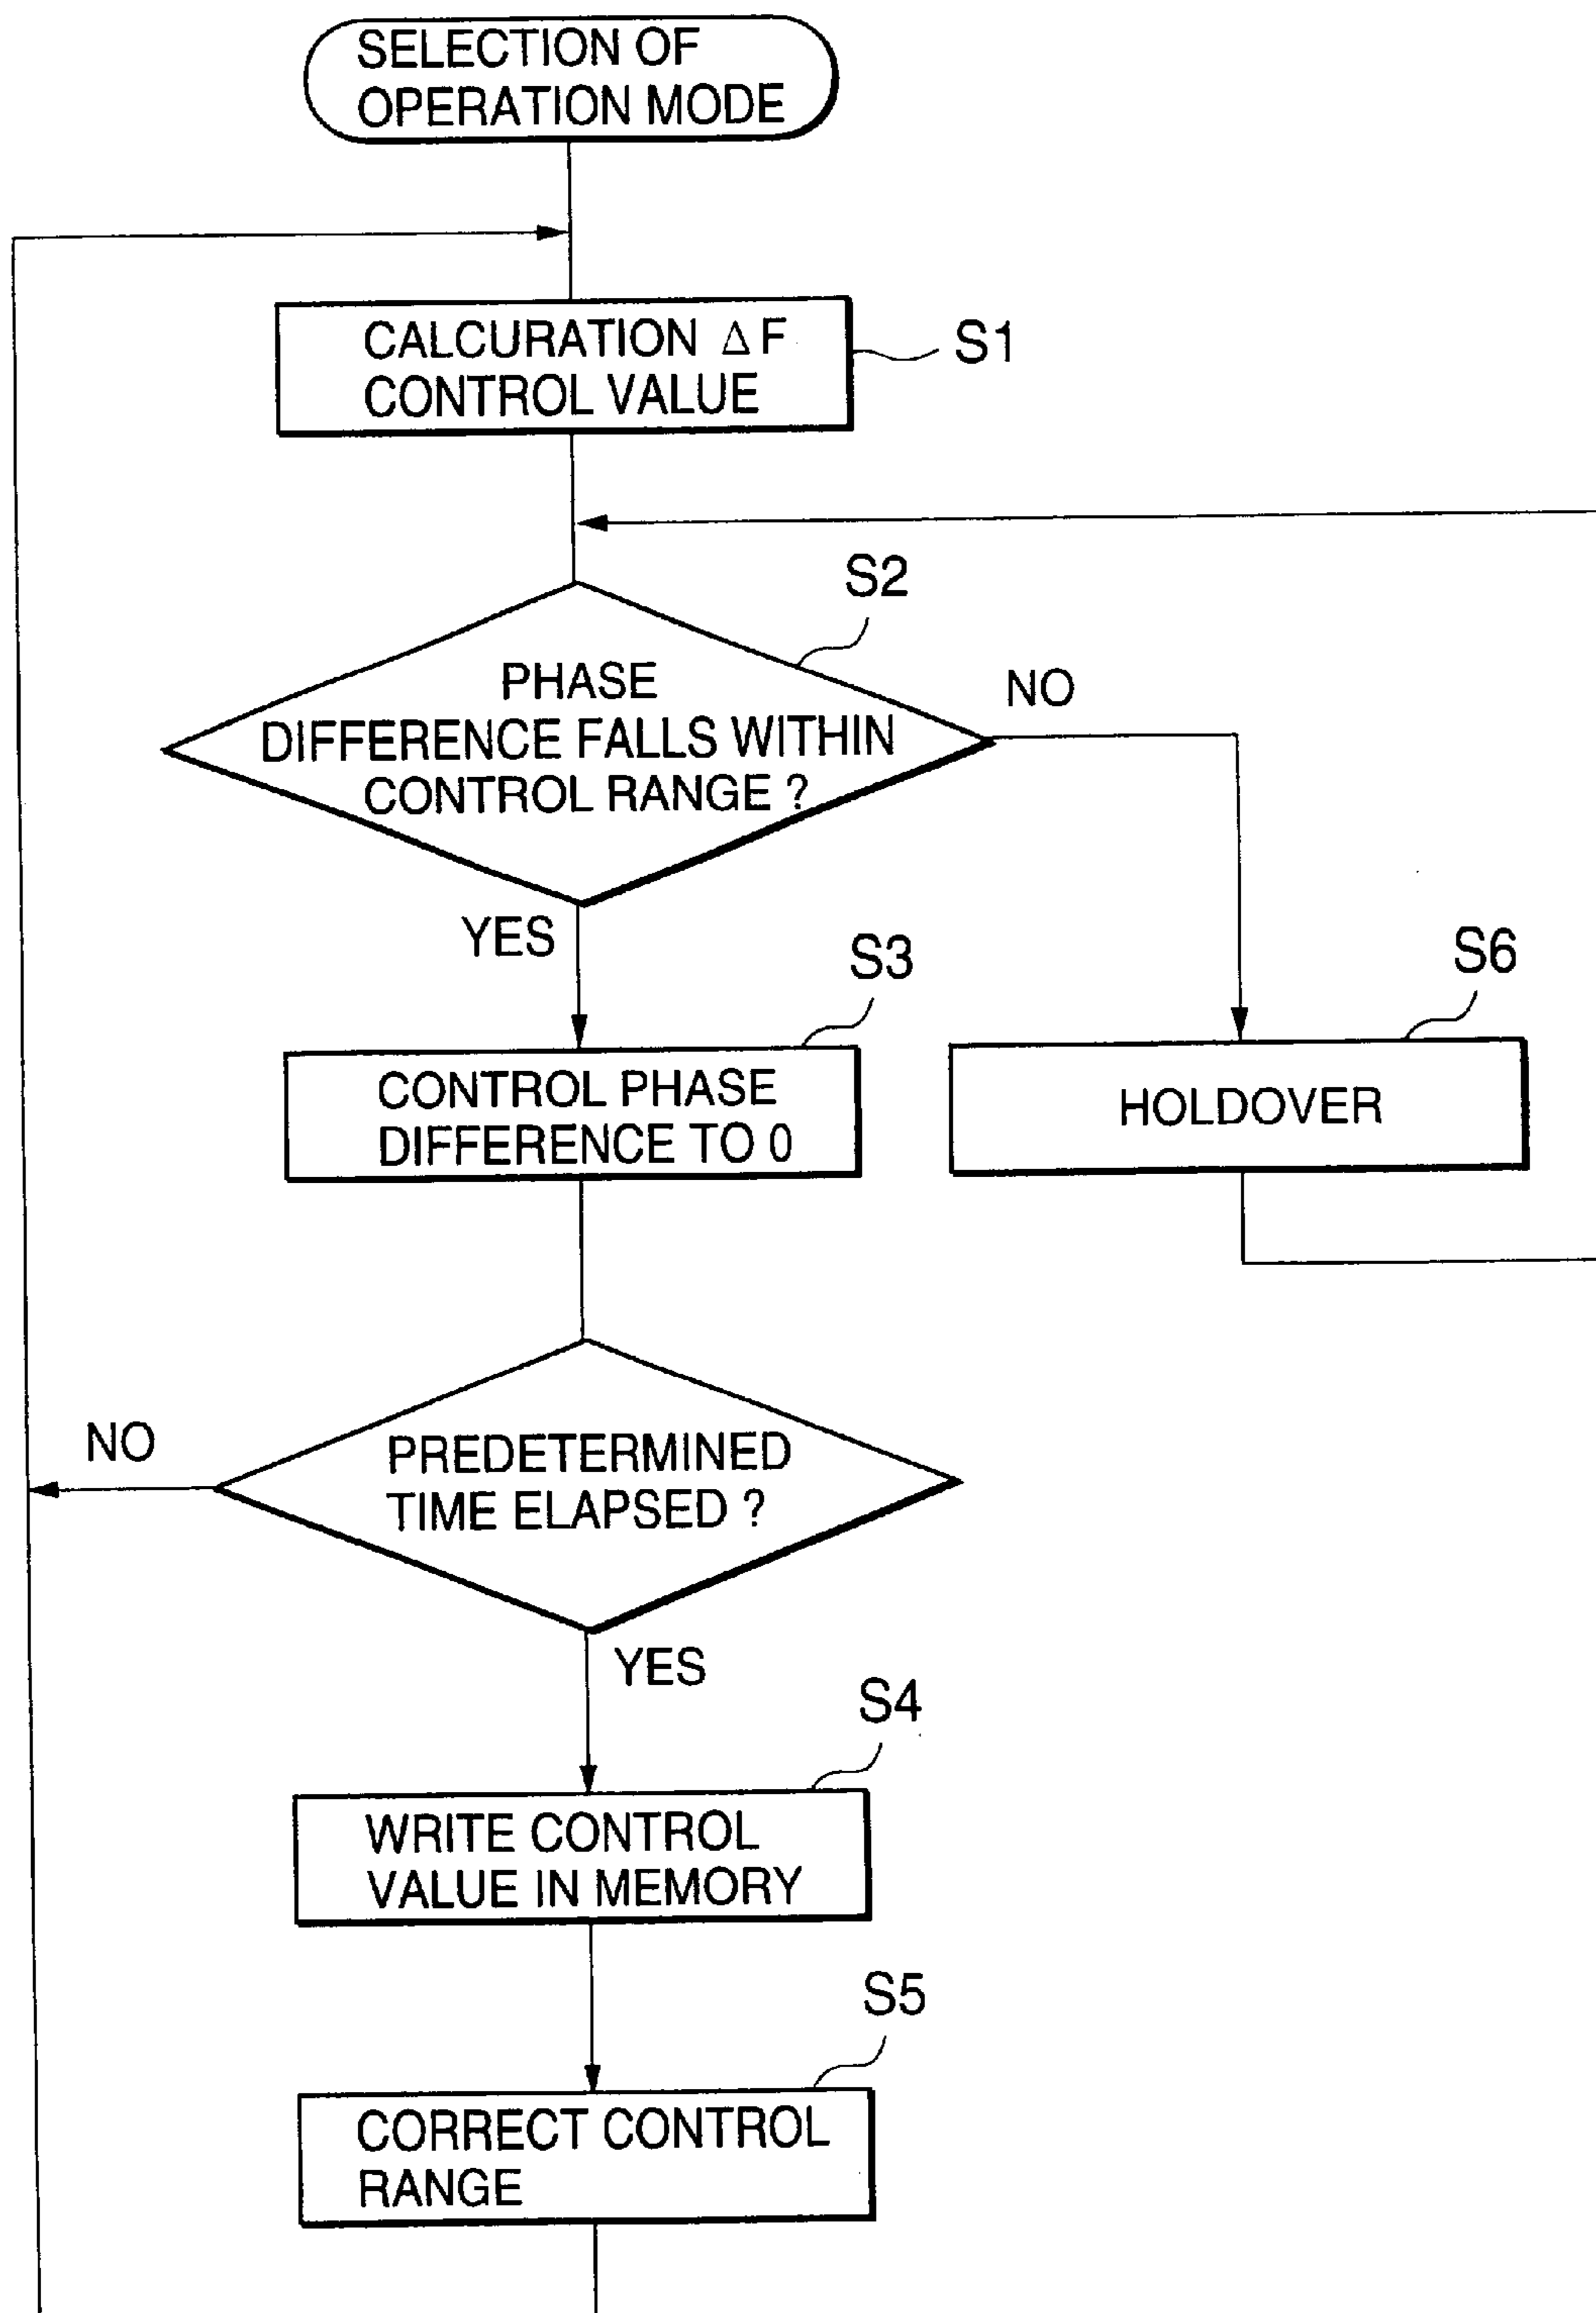 SELECTION OF
OPERATION MODE
CALCURATION Δ F
CONTROL VALUE
S1
S2
PHASE
DIFFERENCE FALLS WITHIN
CONTROL RANGE ?
NO
YES
S3
CONTROL PHASE
DIFFERENCE TO 0
S6
HOLDOVER
PREDETERMINED
TIME ELAPSED ?
NO
YES
S4
WRITE CONTROL
VALUE IN MEMORY
S5
CORRECT CONTROL
RANGE